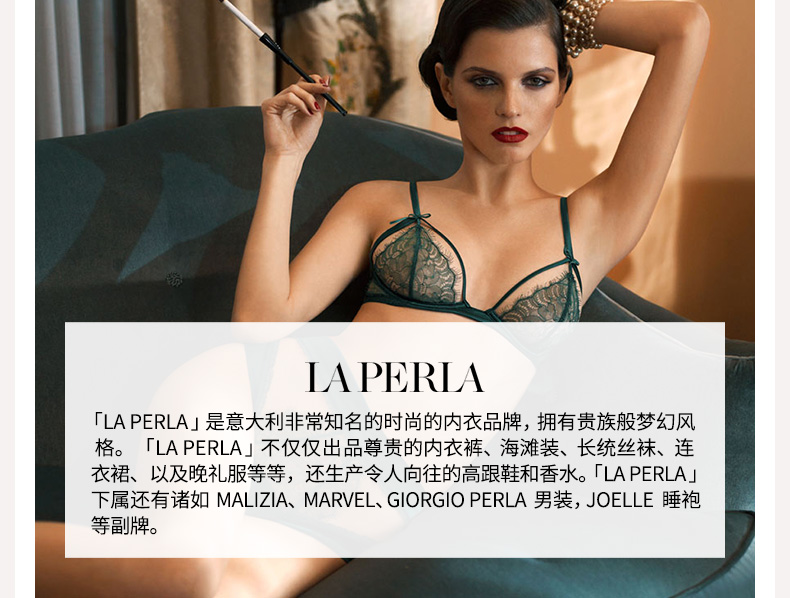 LA PERLA
「LA PERLA」是意大利非常知名的时尚的内衣品牌，拥有贵族般梦幻风
格。「LA PERLA」不仅仅出品尊贵的内衣裤、海滩装、长统丝袜、连
衣裙、以及晚礼服等等，还生产令人向往的高跟鞋和香水。「LA PERLA」
下属还有诸如 MALIZIA、MARVEL、GIORGIO PERLA 男装，JOELLE 睡袍
等副牌。